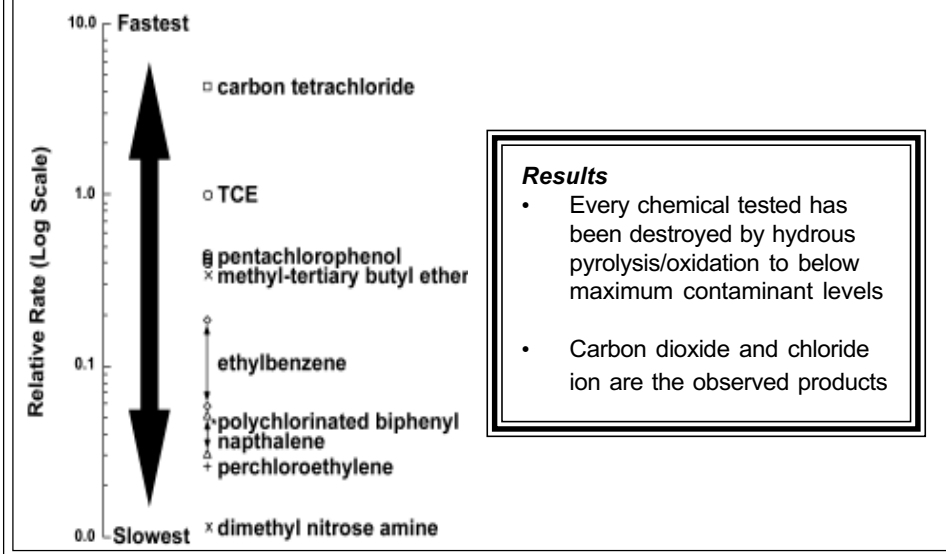 Relative Rate (Log Scale)
10.0 Fastest
carbon tetrachloride
1.0
TCE
pentachlorophenol
methyl-tertiary butyl ether
0.1
ethylbenzene
polychlorinated biphenyl
napthalene
perchloroethylene
dimethyl nitrose amine
0.0 Slowest
Results
• Every chemical tested has
been destroyed by hydrous
pyrolysis/oxidation to below
maximum contaminant levels
• Carbon dioxide and chloride
ion are the observed products